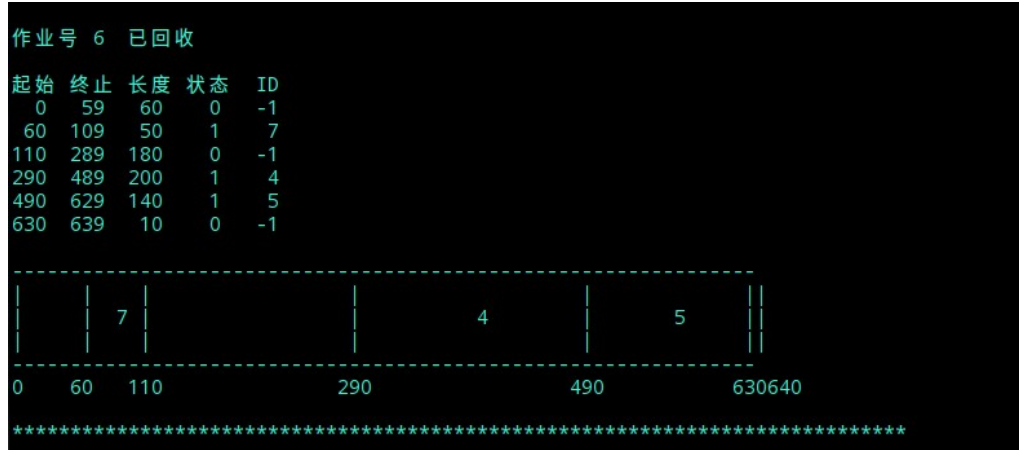 作业号 6 已回收
起始 终止 长度 状态 ID
0 59 60 0 -1
60 109 50 1 7
110 289 180 0 -1
290 489 200 1 4
490 629 140 1 5
630 639 10 0 -1
----------------------------------------------------------------
| | | | | ||
| | 7 | | 4 | 5 ||
| | | | | ||
----------------------------------------------------------------
0 60 110 290 490 630640
*****************************************************************************